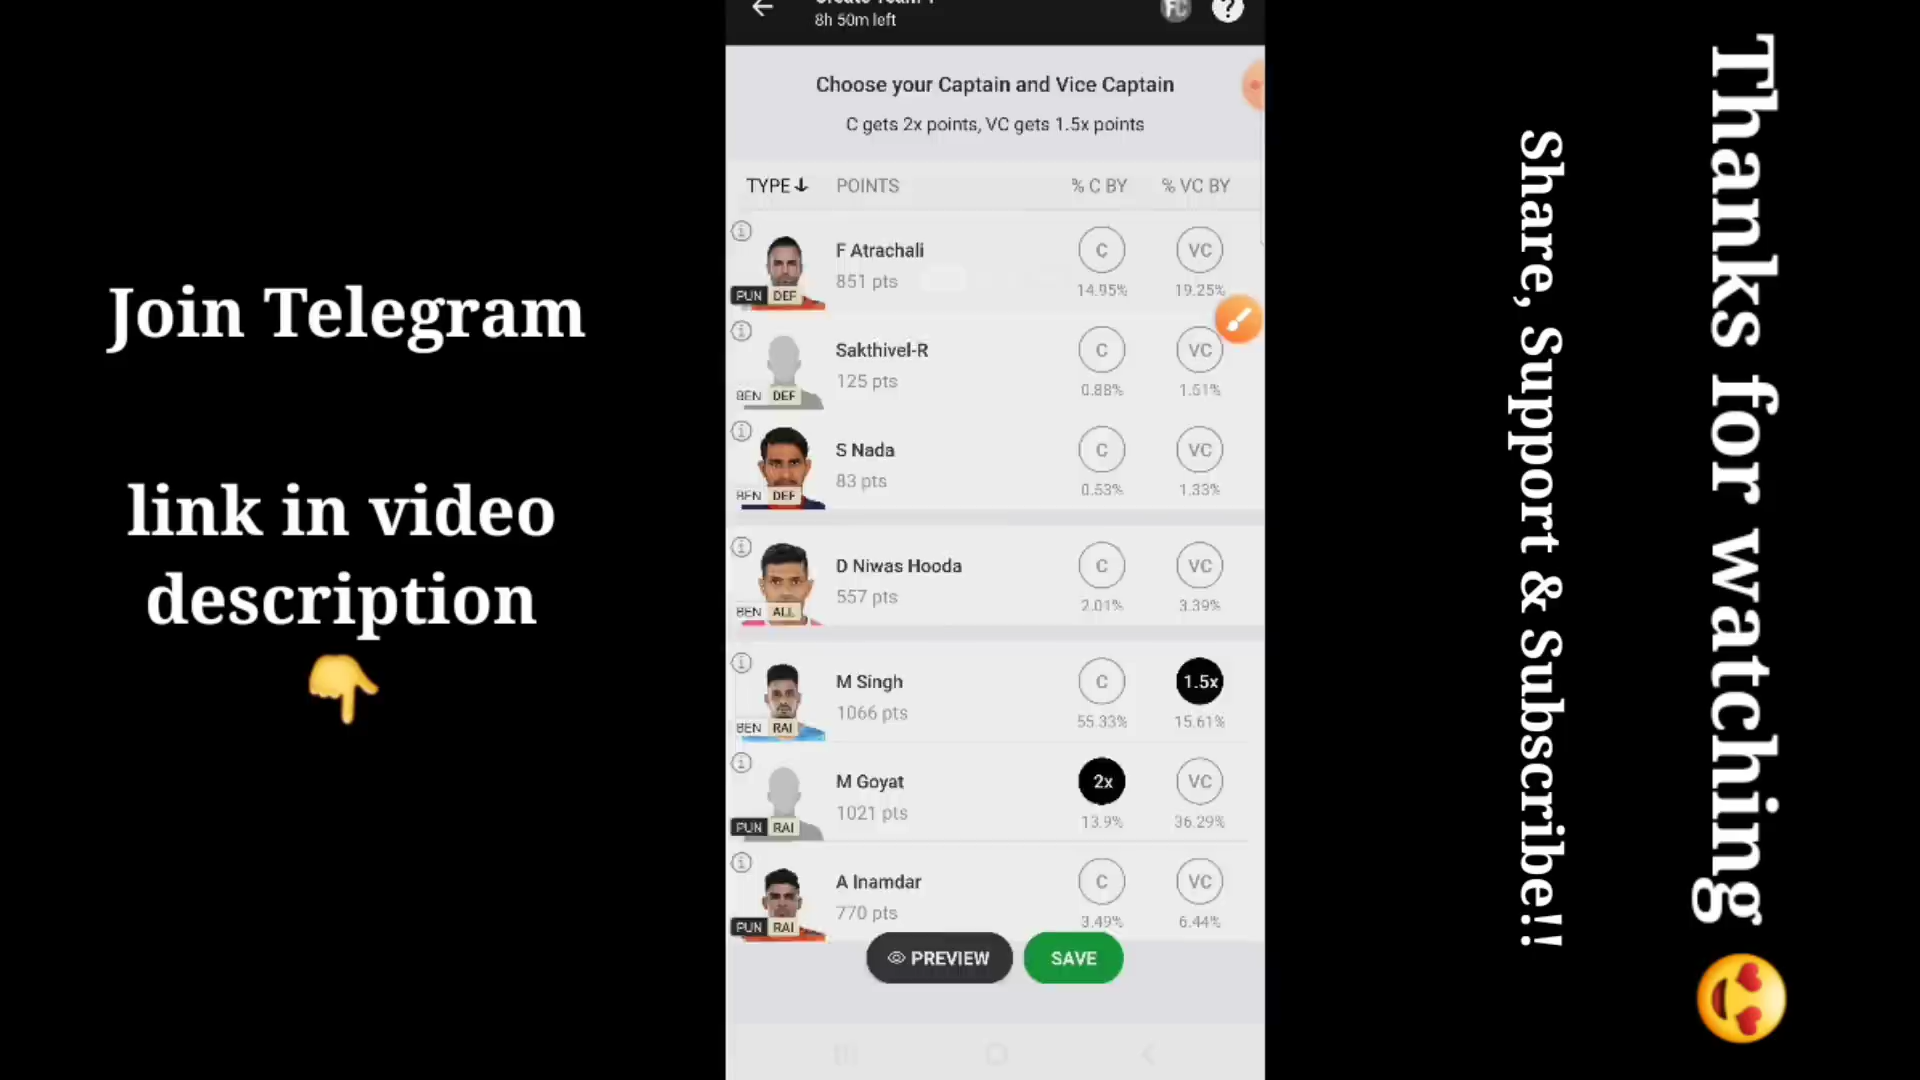 Join Telegram
link in video
description
8h 50m left
FC
?
Choose your Captain and Vice Captain
C gets 2x points, VC gets 1.5x points
TYPE POINTS % C BY % VC BY
F Atrachali
851 pts
PUN DEF
C VC
14.95% 19.25%
Sakthivel-R
125 pts
BEN DEF
C VC
0.88% 1.51%
S Nada
83 pts
BEN DEF
C VC
0.53% 1.33%
D Niwas Hooda
557 pts
BEN ALL
C VC
2.01% 3.39%
M Singh
1066 pts
BEN RAI
C 1.5x
55.33% 15.61%
M Goyat
1021 pts
PUN RAI
2x VC
13.9% 36.29%
A Inamdar
770 pts
PUN RAI
C VC
3.49% 6.44%
PREVIEW SAVE
Thanks for watching
Share, Support & Subscribe!!